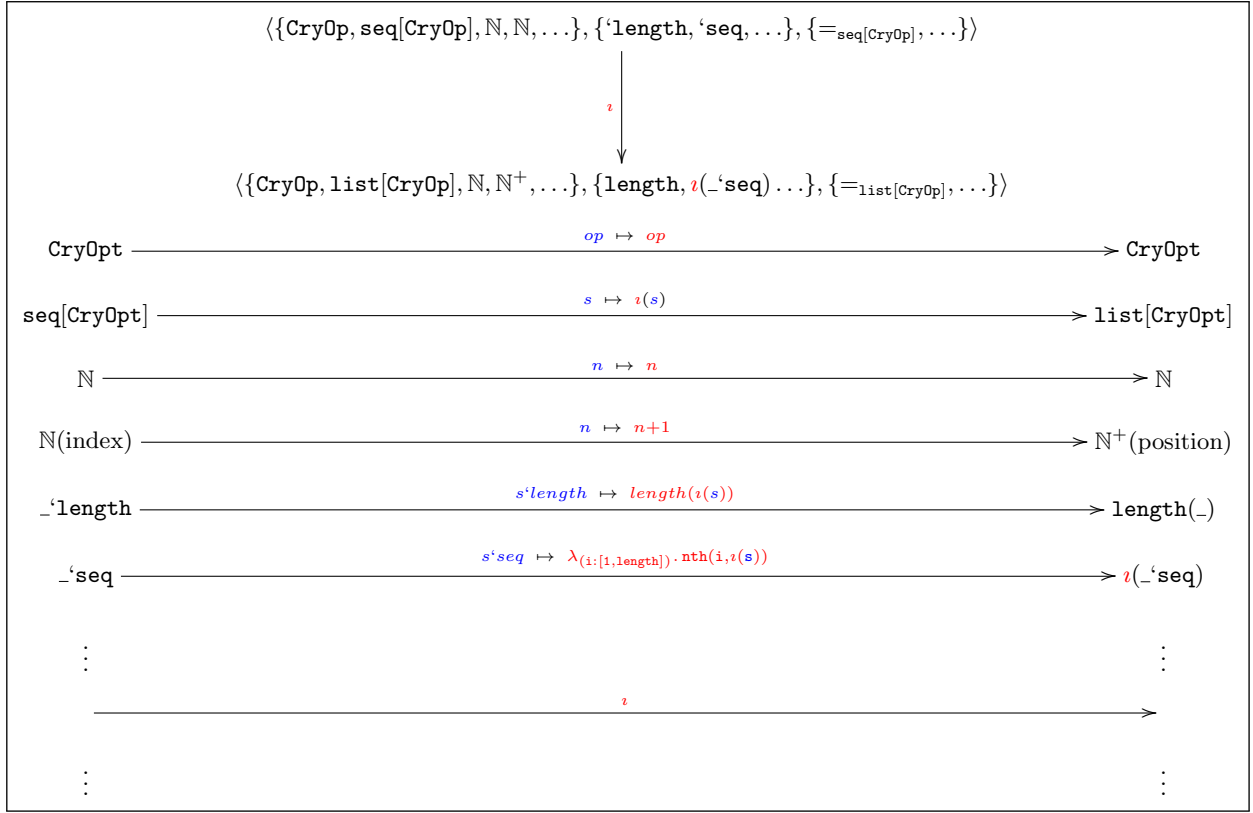 ⟨{CryOp, seq[CryOp], ℕ, ℕ, …}, {‘length, ‘seq, …}, {=seq[CryOp], …}⟩
ı
⟨{CryOp, list[CryOp], ℕ, ℕ⁺, …}, {length, ı(_‘seq) …}, {=list[CryOp], …}⟩
CryOpt op ↦ op CryOpt
seq[CryOpt] s ↦ ı(s) list[CryOpt]
ℕ n ↦ n ℕ
ℕ(index) n ↦ n+1 ℕ⁺(position)
_‘length s‘length ↦ length(ı(s)) length(_)
_‘seq s‘seq ↦ λ(i:[1,length]).nth(i,ı(s)) ı(_‘seq)
⋮ ⋮
ı
⋮ ⋮